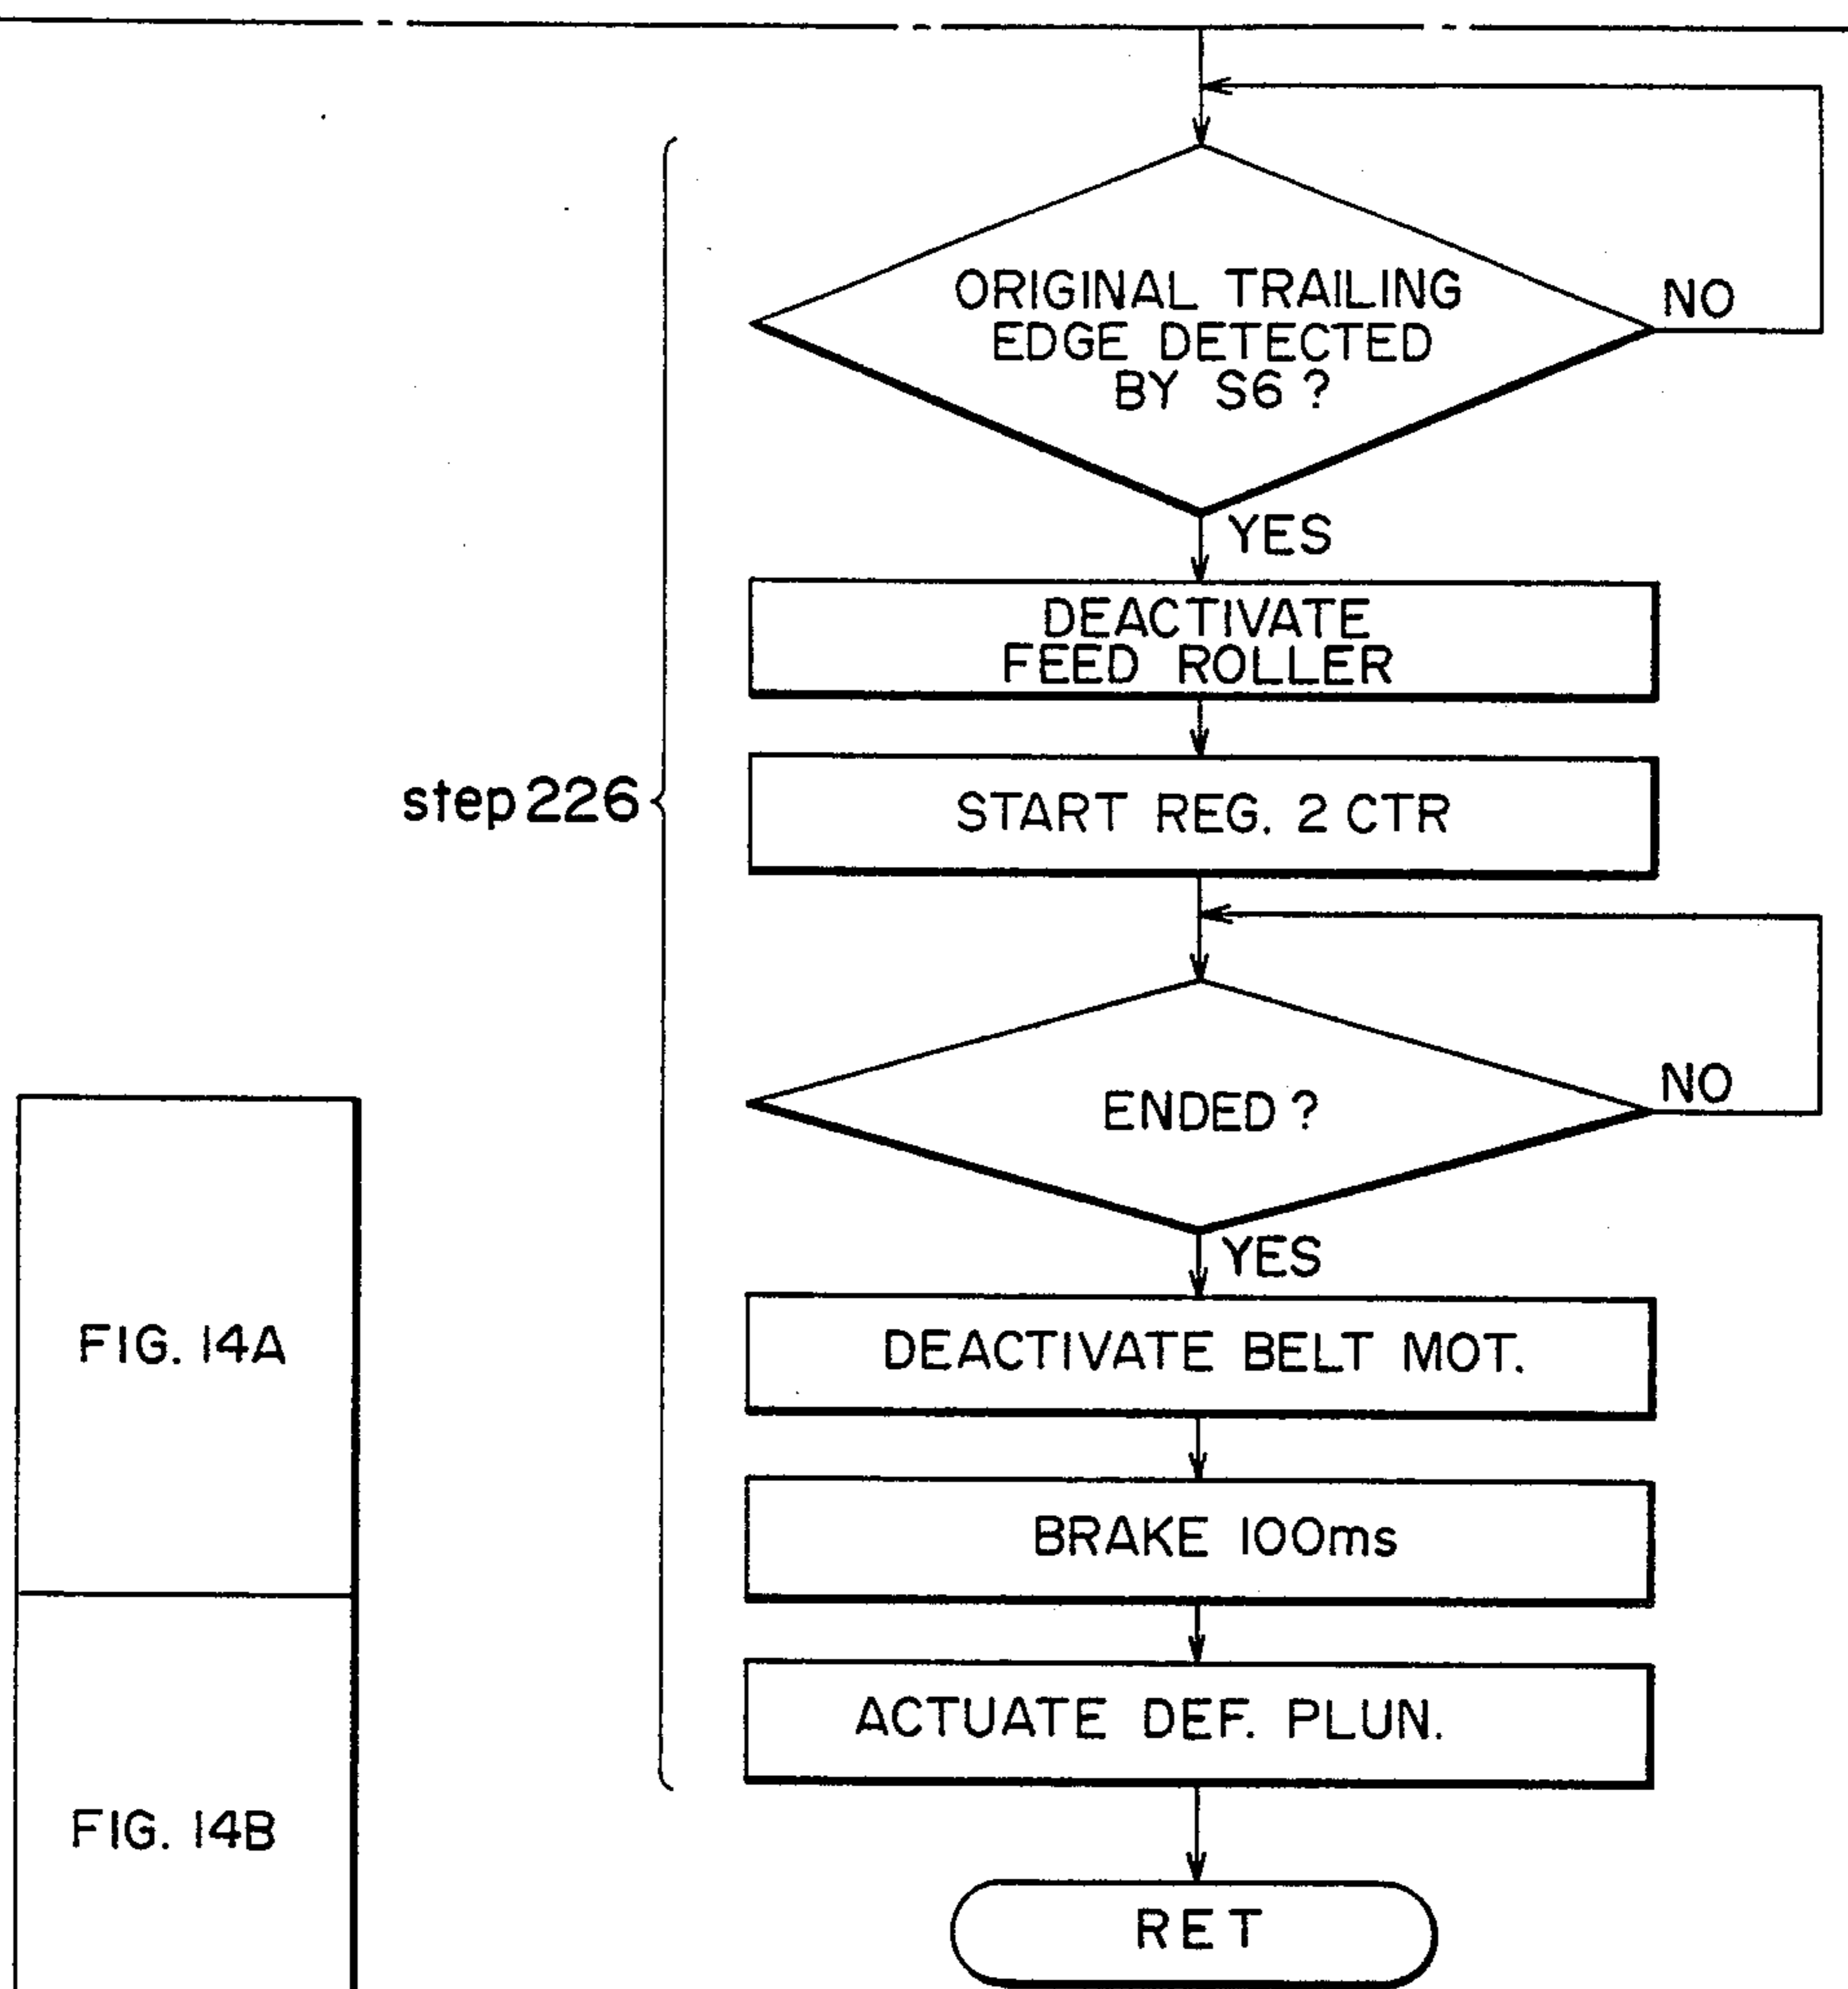 ORIGINAL TRAILING
EDGE DETECTED
BY S6 ?
NO
YES
DEACTIVATE
FEED ROLLER
step 226
START REG. 2 CTR
ENDED ?
NO
YES
DEACTIVATE BELT MOT.
BRAKE 100ms
ACTUATE DEF. PLUN.
RET
FIG. 14A
FIG. 14B